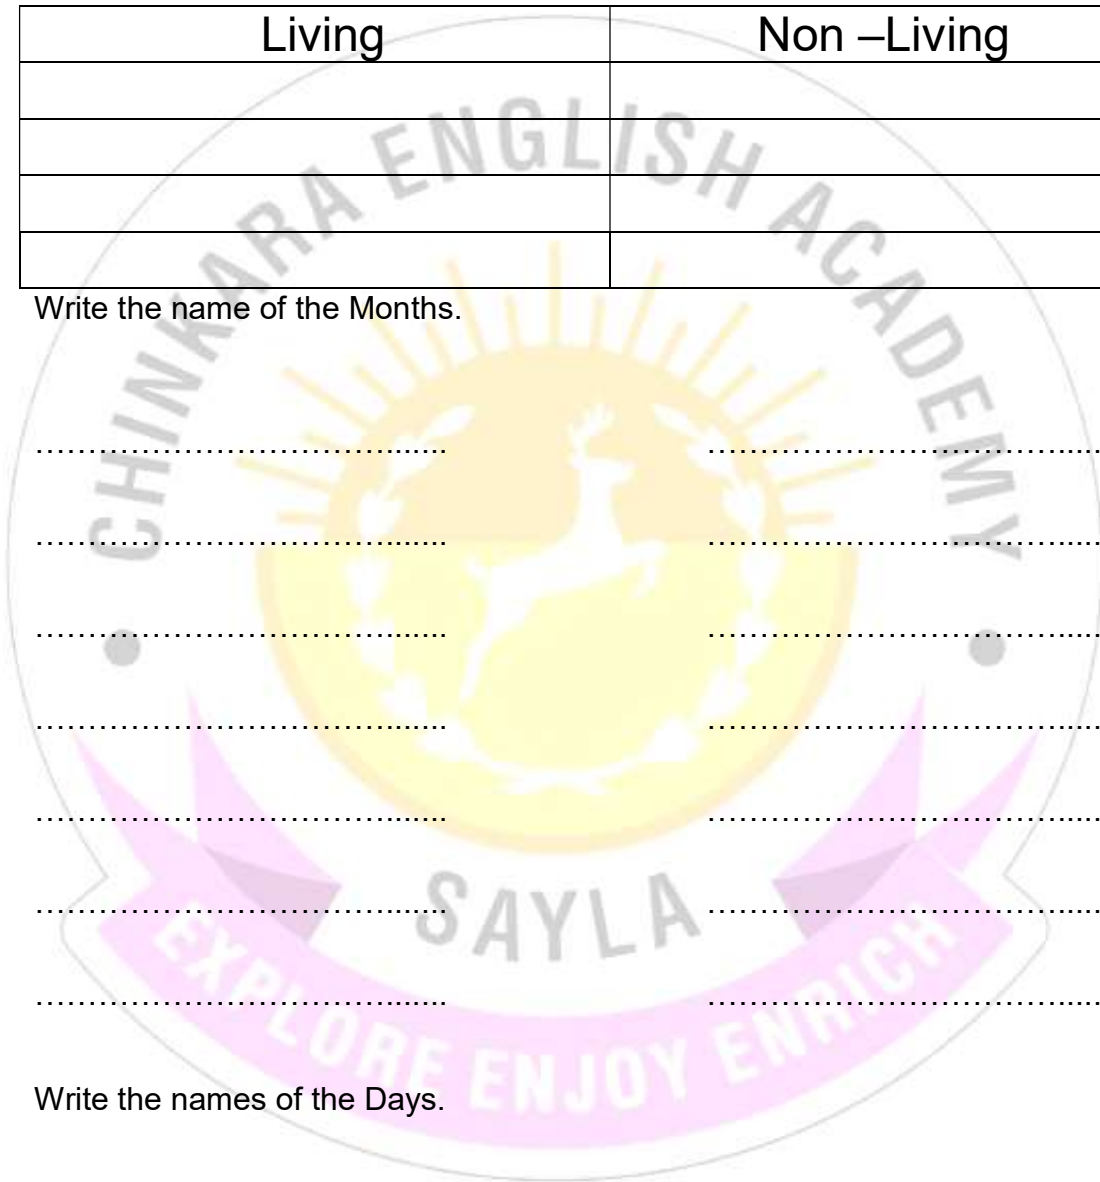 Living Non –Living
Write the name of the Months.
…………………………….......  …………………………….......
…………………………….......  …………………………….......
…………………………….......  …………………………….......
…………………………….......  …………………………….......
…………………………….......  …………………………….......
…………………………….......  …………………………….......
…………………………….......  …………………………….......
Write the names of the Days.
CHINKARA ENGLISH ACADEMY
SAYLA
EXPLORE ENJOY ENRICH